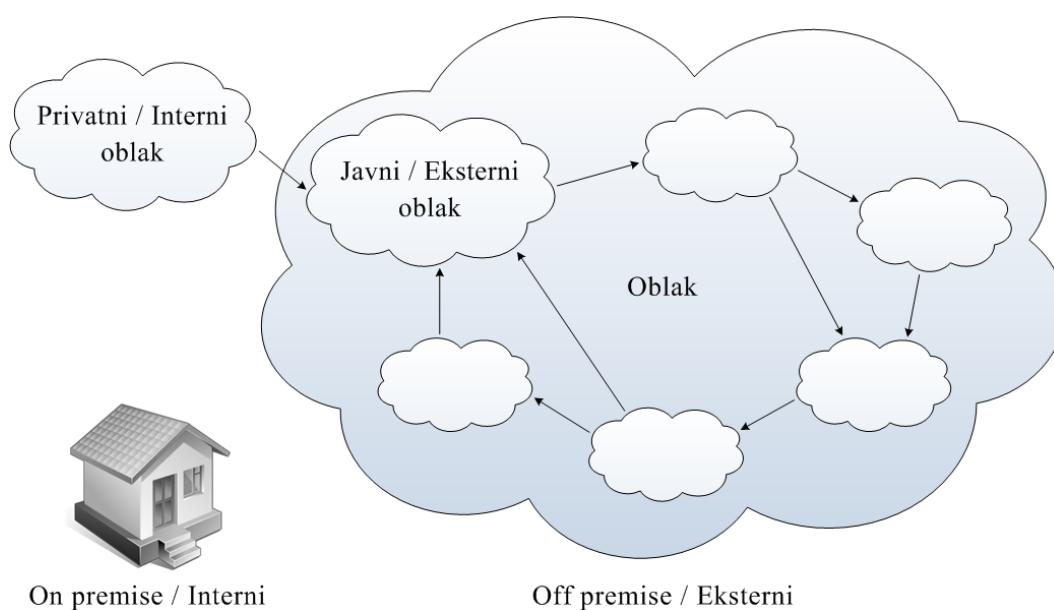 Privatni / Interni
oblak
Javni / Eksterni
oblak
Oblak
On premise / Interni
Off premise / Eksterni